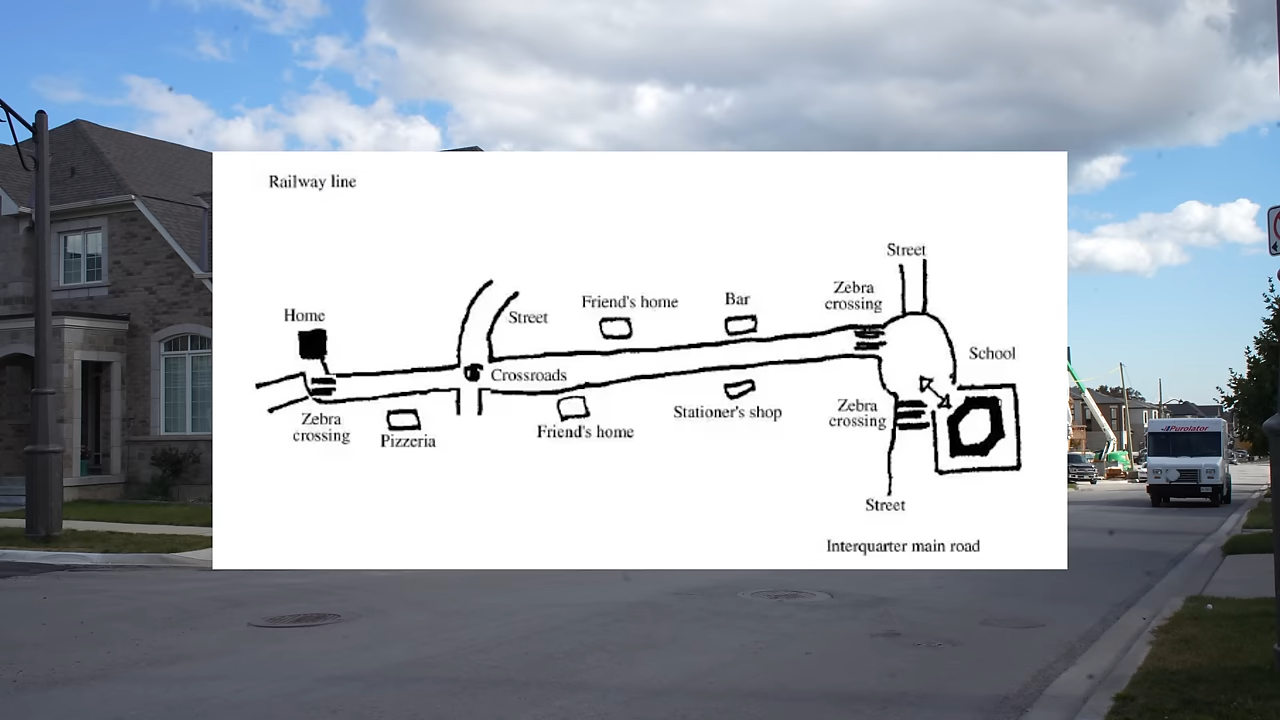 Railway line
Street
Zebra
crossing
Friend's home
Bar
Home
Street
School
Crossroads
Zebra
crossing
Pizzeria
Friend's home
Stationer's shop
Zebra
crossing
Street
Interquarter main road
Purolator